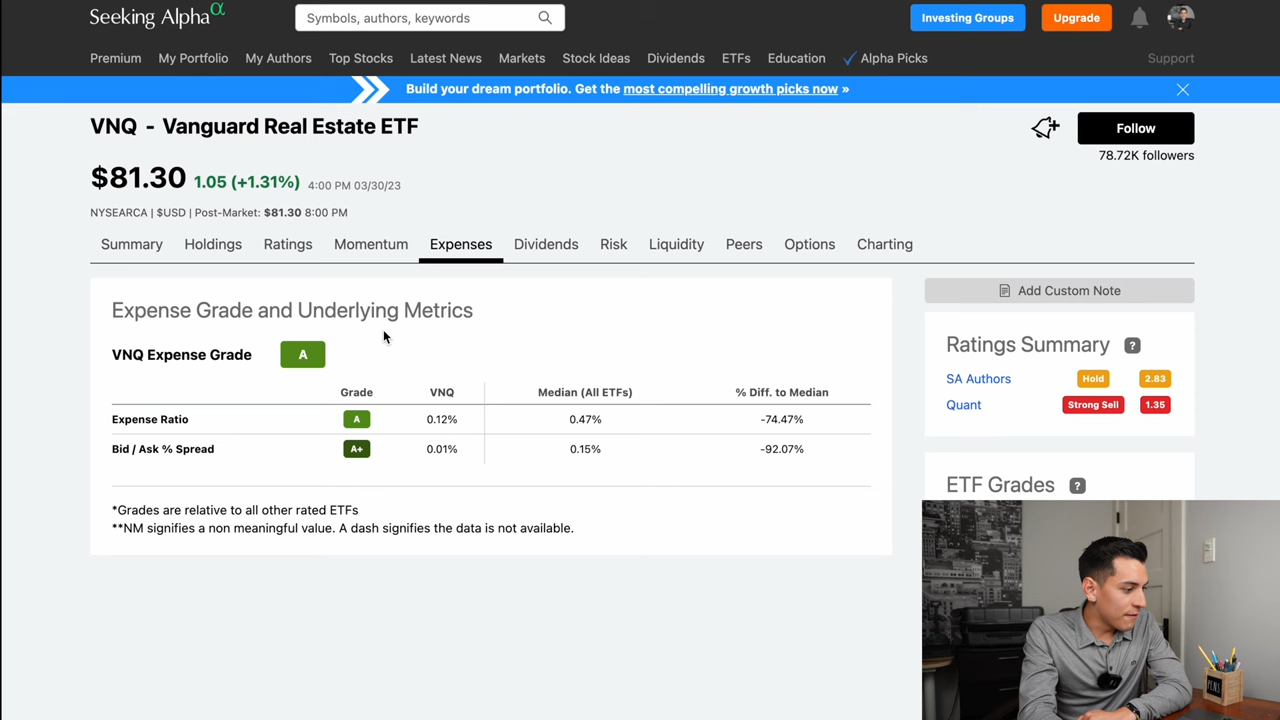 Seeking Alpha α
Symbols, authors, keywords
Investing Groups
Upgrade
Premium My Portfolio My Authors Top Stocks Latest News Markets Stock Ideas Dividends ETFs Education Alpha Picks Support
Build your dream portfolio. Get the most compelling growth picks now »
VNQ - Vanguard Real Estate ETF
Follow
78.72K followers
$81.30 1.05 (+1.31%) 4:00 PM 03/30/23
NYSEARCA | $USD | Post-Market: $81.30 8:00 PM
Summary Holdings Ratings Momentum Expenses Dividends Risk Liquidity Peers Options Charting
Expense Grade and Underlying Metrics
VNQ Expense Grade A
Grade VNQ Median (All ETFs) % Diff. to Median
Expense Ratio A 0.12% 0.47% -74.47%
Bid / Ask % Spread A+ 0.01% 0.15% -92.07%
*Grades are relative to all other rated ETFs
**NM signifies a non meaningful value. A dash signifies the data is not available.
Add Custom Note
Ratings Summary ?
SA Authors Hold 2.83
Quant Strong Sell 1.35
ETF Grades ?
PENS